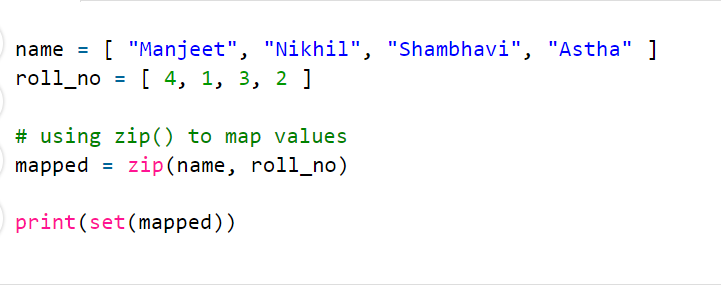 name = [ "Manjeet", "Nikhil", "Shambhavi", "Astha" ]
roll_no = [ 4, 1, 3, 2 ]
# using zip() to map values
mapped = zip(name, roll_no)
print(set(mapped))